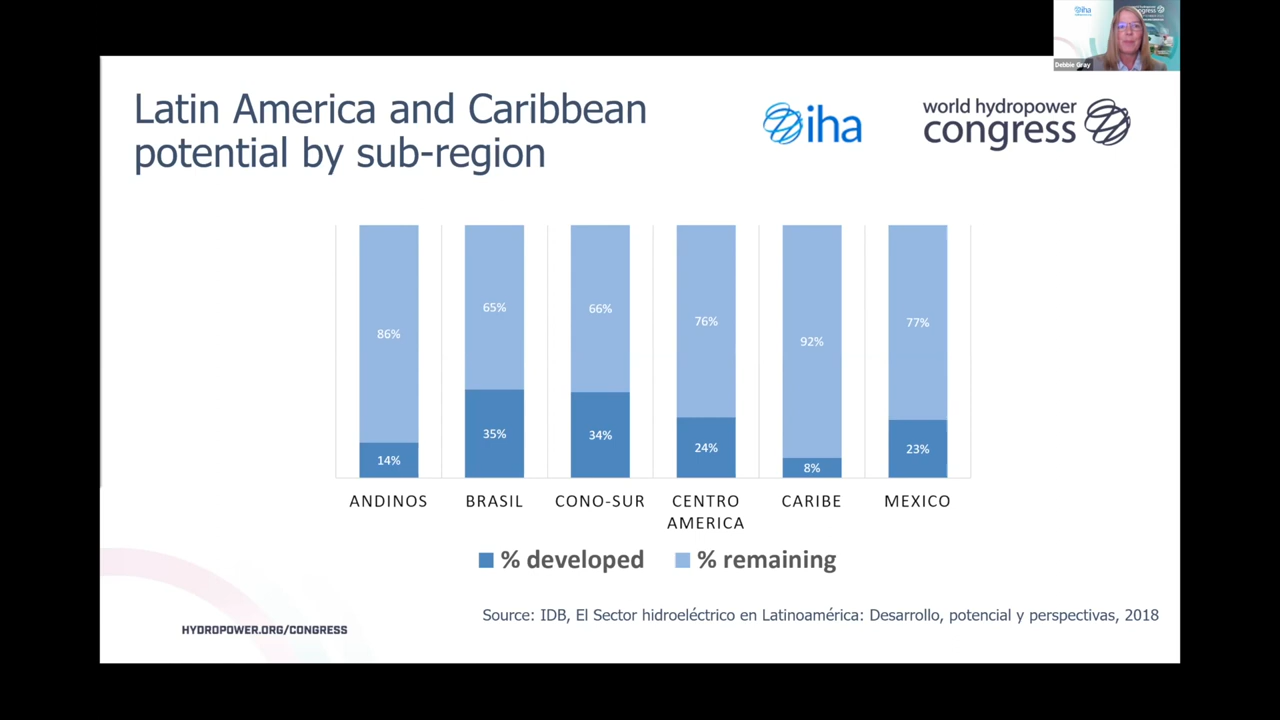 iha
Debbie Gray
Latin America and Caribbean
potential by sub-region
iha
world hydropower
congress
86%
65%
66%
76%
92%
77%
14%
35%
34%
24%
8%
23%
ANDINOS
BRASIL
CONO-SUR
CENTRO
AMERICA
CARIBE
MEXICO
% developed
% remaining
Source: IDB, El Sector hidroeléctrico en Latinoamérica: Desarrollo, potencial y perspectivas, 2018
HYDROPOWER.ORG/CONGRESS